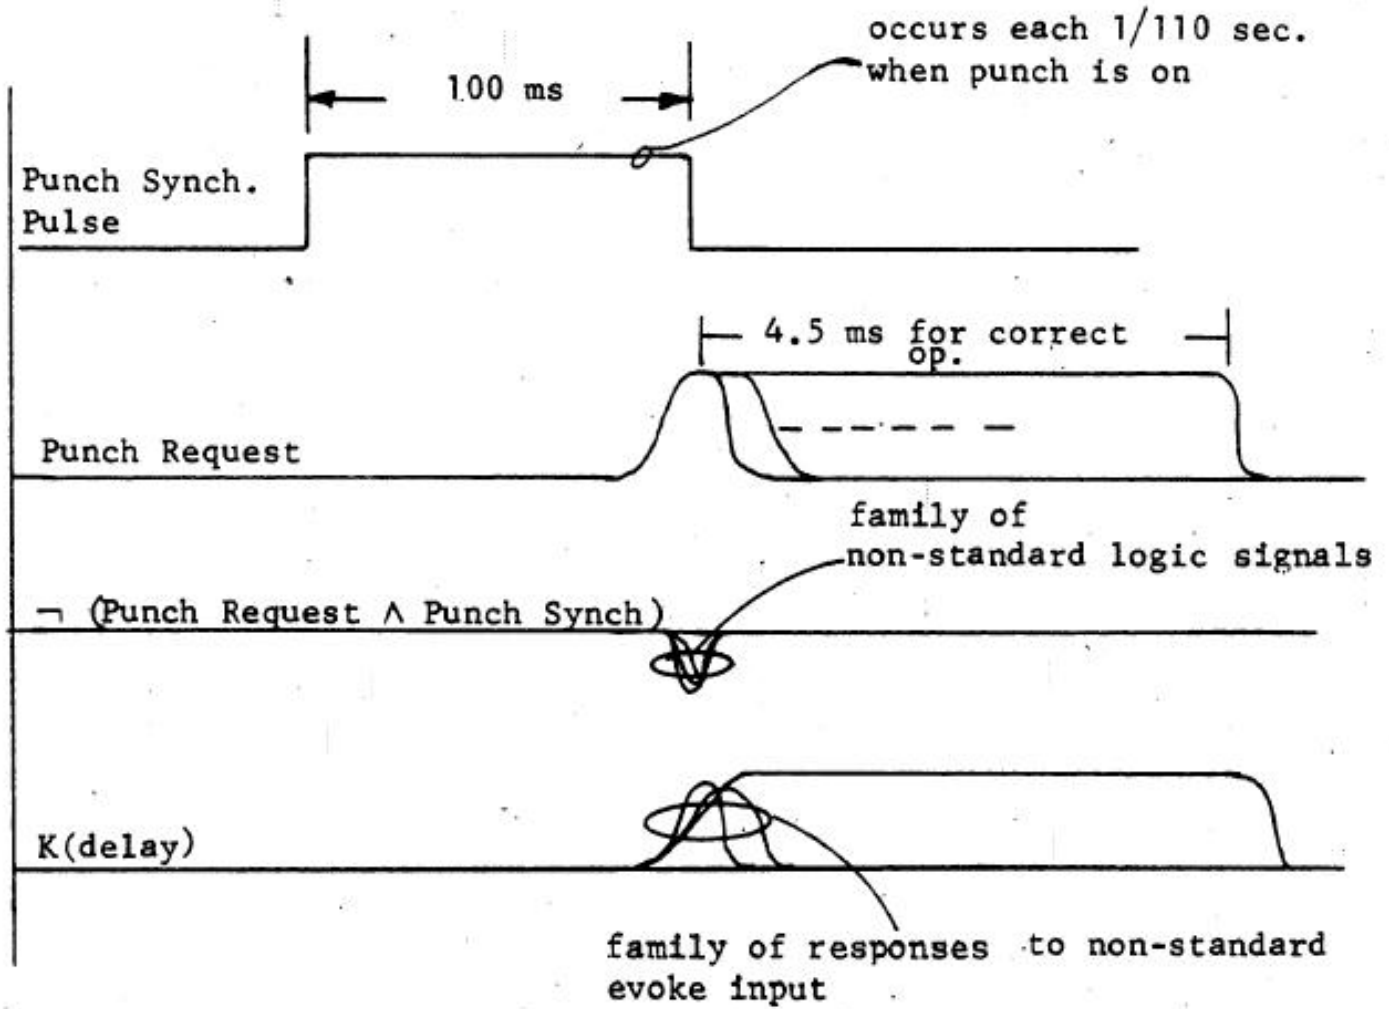 occurs each 1/110 sec.
when punch is on
100 ms
Punch Synch.
Pulse
4.5 ms for correct
op.
Punch Request
family of
non-standard logic signals
¬ (Punch Request ∧ Punch Synch)
K(delay)
family of responses to non-standard
evoke input